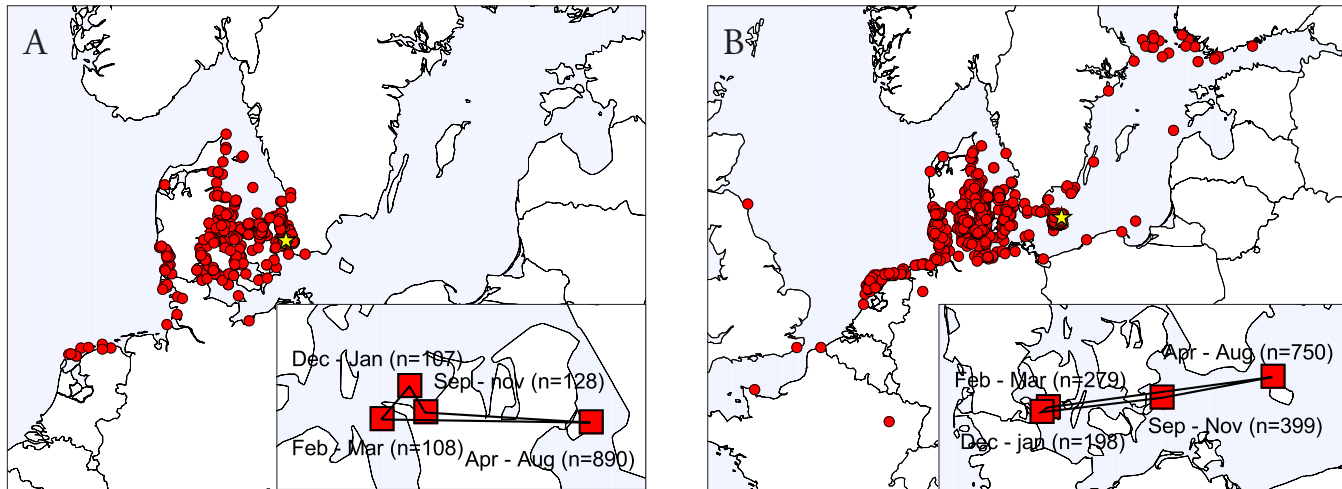 A
Dec - Jan (n=107)
Sep - nov (n=128)
Feb - Mar (n=108)
Apr - Aug (n=890)
B
Apr - Aug (n=750)
Feb - Mar (n=279)
Sep - Nov (n=399)
Dec - jan (n=198)